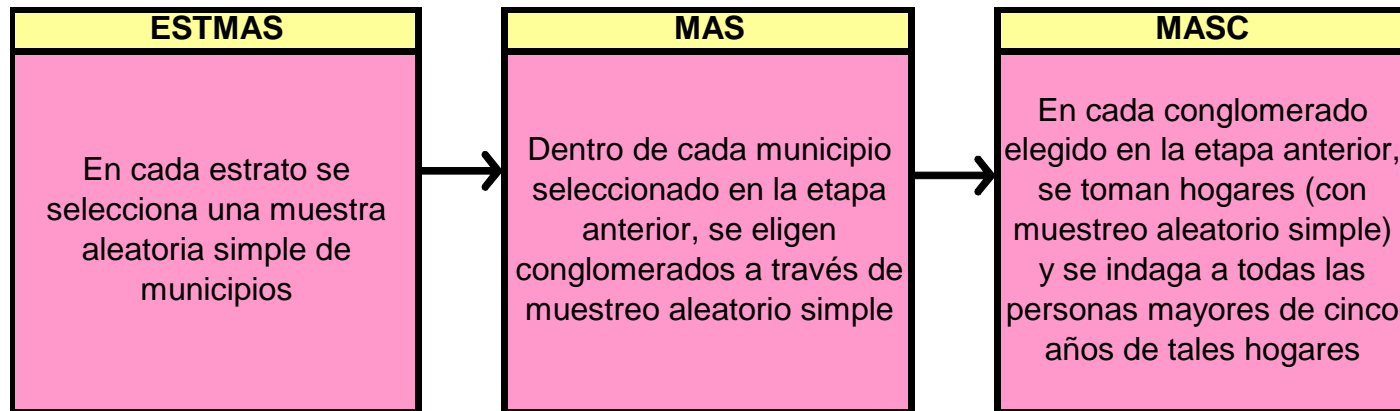 ESTMAS
En cada estrato se
selecciona una muestra
aleatoria simple de
municipios
MAS
Dentro de cada municipio
seleccionado en la etapa
anterior, se eligen
conglomerados a través de
muestreo aleatorio simple
MASC
En cada conglomerado
elegido en la etapa anterior,
se toman hogares (con
muestreo aleatorio simple)
y se indaga a todas las
personas mayores de cinco
años de tales hogares